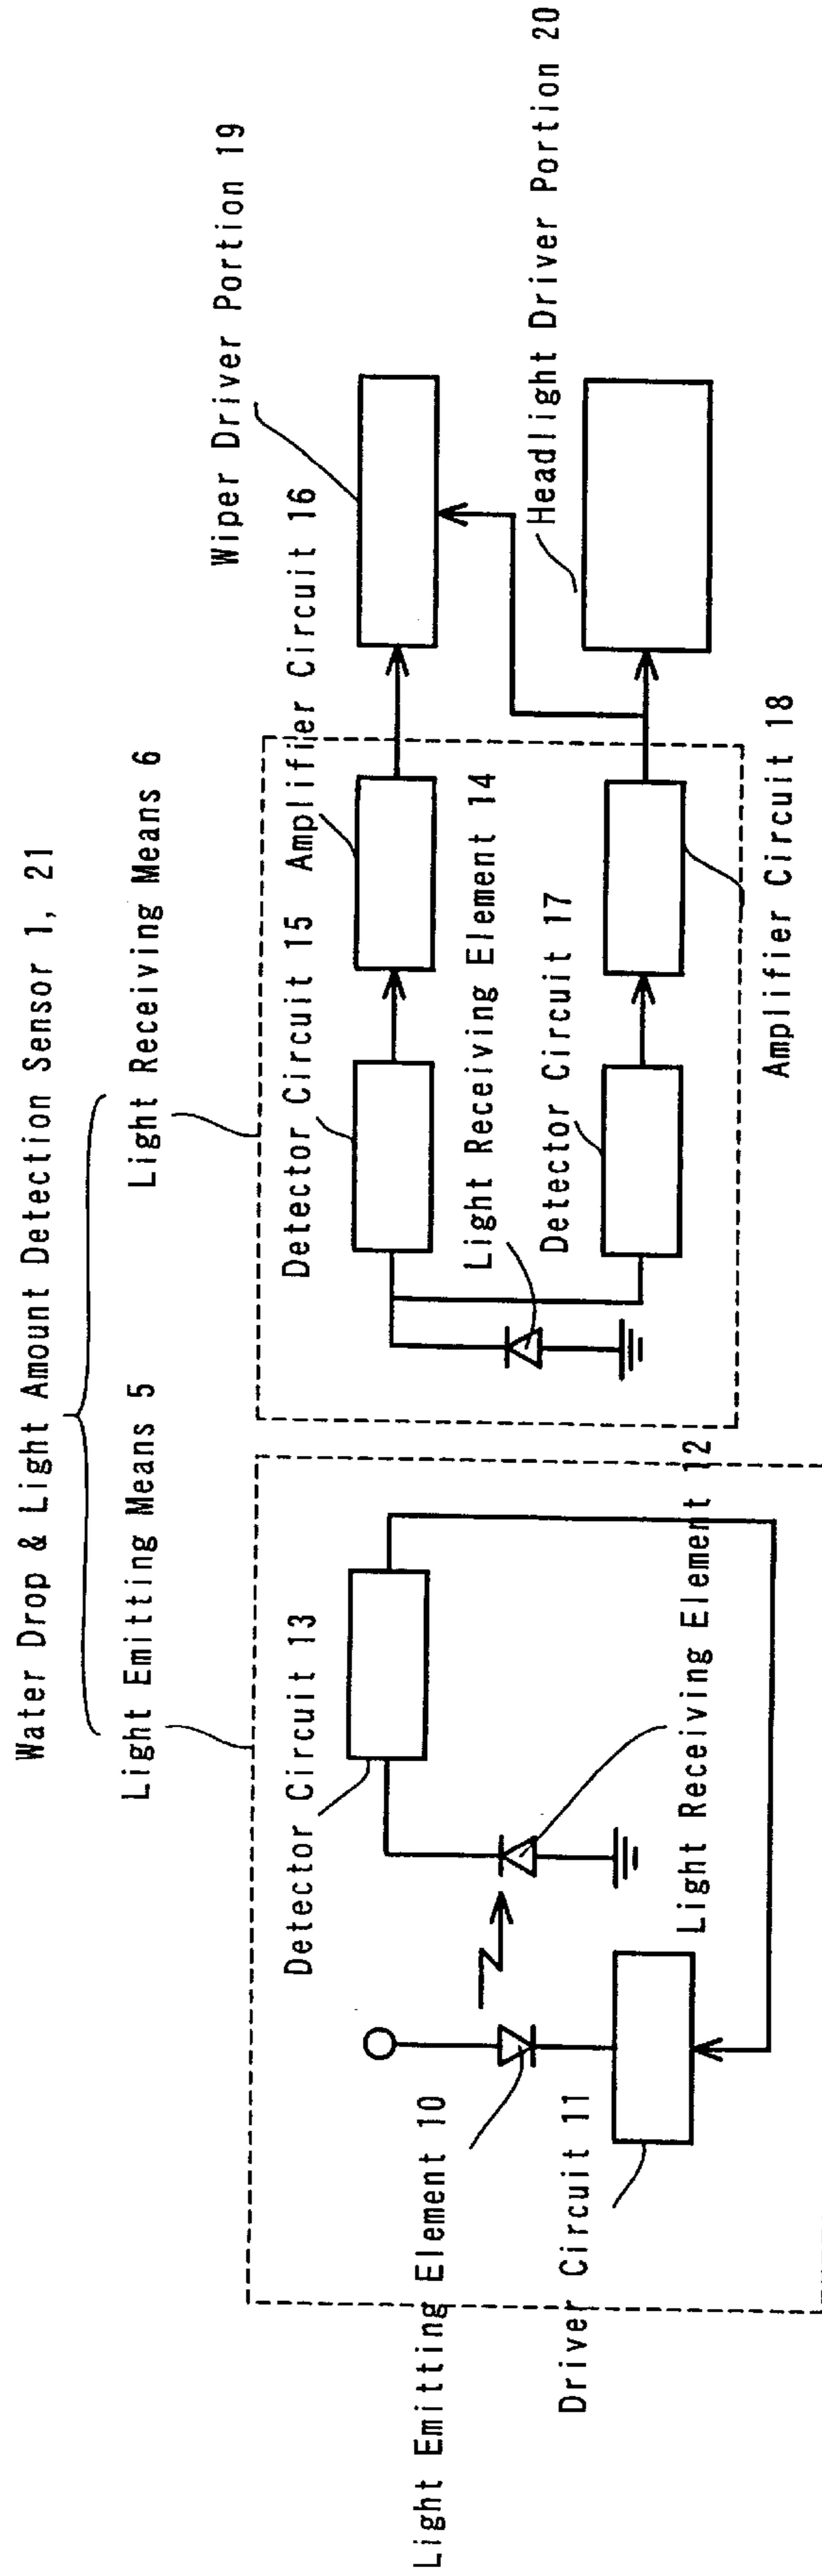 Water Drop & Light Amount Detection Sensor 1, 21
Light Emitting Means 5
Light Receiving Means 6
Wiper Driver Portion 19
Detector Circuit 13
Detector Circuit 15
Amplifier Circuit 16
Light Emitting Element 10
Light Receiving Element 14
Headlight Driver Portion 20
Driver Circuit 11
Detector Circuit 17
Light Receiving Element 12
Amplifier Circuit 18